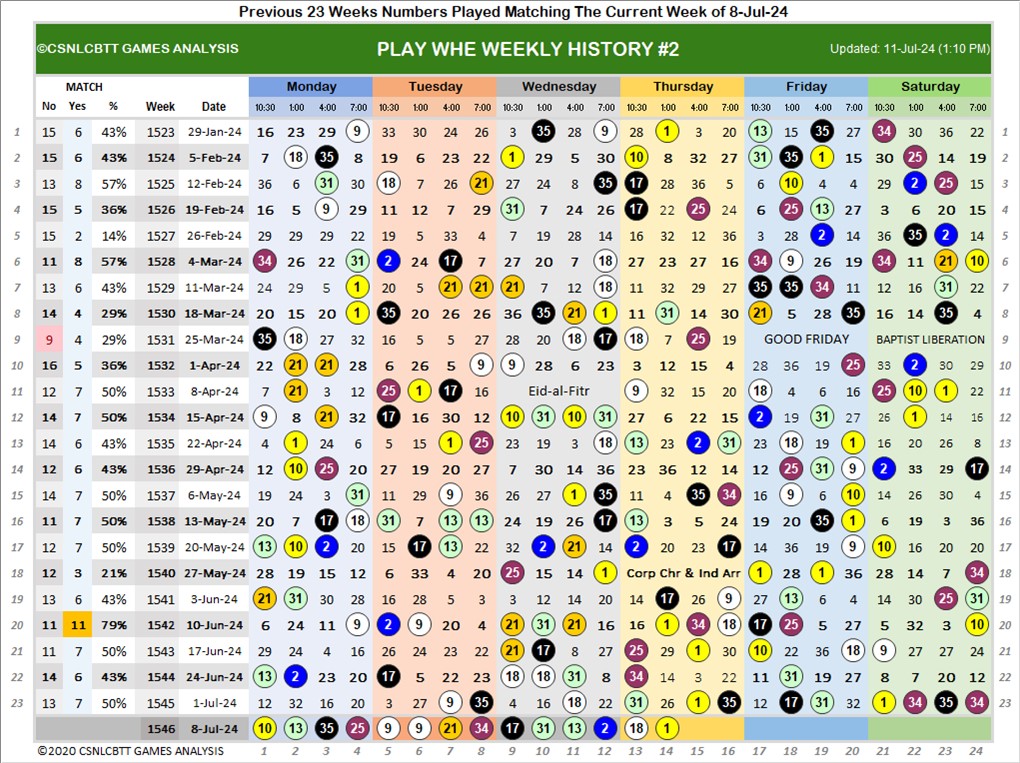 Previous 23 Weeks Numbers Played Matching The Current Week of 8-Jul-24
©CSNLCBTT GAMES ANALYSIS PLAY WHE WEEKLY HISTORY #2 Updated: 11-Jul-24 (1:10 PM)
MATCH Monday Tuesday Wednesday Thursday Friday Saturday
No Yes % Week Date 10:30 1:00 4:00 7:00 10:30 1:00 4:00 7:00 10:30 1:00 4:00 7:00 10:30 1:00 4:00 7:00 10:30 1:00 4:00 7:00 10:30 1:00 4:00 7:00
1 15 6 43% 1523 29-Jan-24 16 23 29 9 33 30 24 26 3 35 28 9 28 1 3 20 13 15 35 27 34 30 36 22 1
2 15 6 43% 1524 5-Feb-24 7 18 35 8 19 6 23 22 1 29 5 30 10 8 32 27 31 35 1 15 30 25 14 19 2
3 13 8 57% 1525 12-Feb-24 36 6 31 30 18 7 26 21 27 24 8 35 17 28 36 5 6 10 4 4 29 2 25 15 3
4 15 5 36% 1526 19-Feb-24 16 5 9 29 11 12 7 29 31 7 24 26 17 22 25 24 6 25 13 27 3 6 20 15 4
5 15 2 14% 1527 26-Feb-24 29 29 29 22 19 5 33 4 7 19 28 14 16 32 12 36 3 28 2 14 36 35 2 14 5
6 11 8 57% 1528 4-Mar-24 34 26 22 31 2 24 17 7 27 20 7 18 27 23 27 16 34 9 26 19 34 11 21 10 6
7 13 6 43% 1529 11-Mar-24 24 29 5 1 20 5 21 21 21 7 12 18 11 32 29 27 35 35 34 11 12 16 31 22 7
8 14 4 29% 1530 18-Mar-24 20 15 20 1 35 20 26 26 36 35 21 1 11 31 14 30 21 5 28 35 16 14 35 4 8
9 9 4 29% 1531 25-Mar-24 35 18 27 32 16 5 5 27 28 20 18 17 18 7 25 19 GOOD FRIDAY BAPTIST LIBERATION 9
10 16 5 36% 1532 1-Apr-24 22 21 21 28 6 26 5 9 9 28 6 23 3 12 15 4 28 36 19 25 33 2 30 29 10
11 12 7 50% 1533 8-Apr-24 7 21 3 12 25 1 17 16 Eid-al-Fitr 9 32 15 20 18 4 6 16 25 10 1 22 11
12 14 7 50% 1534 15-Apr-24 9 8 21 32 17 16 30 12 10 31 10 31 27 6 22 15 2 19 31 27 26 1 14 16 12
13 14 6 43% 1535 22-Apr-24 4 1 24 6 5 15 1 25 23 19 3 18 13 23 2 31 23 18 19 1 16 20 26 8 13
14 12 6 43% 1536 29-Apr-24 12 10 25 20 27 19 20 27 7 30 14 36 23 36 12 14 12 25 31 9 2 33 29 17 14
15 14 7 50% 1537 6-May-24 19 24 3 31 11 29 9 36 26 27 1 35 11 4 35 34 16 9 6 10 14 26 30 4 15
16 11 7 50% 1538 13-May-24 20 7 17 18 31 7 13 13 24 19 26 17 13 3 5 24 19 20 35 1 6 19 3 36 16
17 12 7 50% 1539 20-May-24 13 10 2 20 15 17 13 22 32 2 21 14 2 20 23 17 14 36 19 9 10 16 20 20 17
18 12 3 21% 1540 27-May-24 28 19 15 12 6 33 4 20 25 15 14 1 Corp Chr & Ind Arr 1 28 1 36 28 14 7 34 18
19 13 6 43% 1541 3-Jun-24 21 31 30 28 16 28 5 3 3 12 14 20 14 17 26 9 27 13 6 4 14 30 25 31 19
20 11 11 79% 1542 10-Jun-24 6 24 11 9 2 9 20 4 21 31 21 16 16 1 34 18 17 25 5 27 5 32 3 10 20
21 11 7 50% 1543 17-Jun-24 29 24 4 16 26 11 29 33 21 17 8 27 25 29 1 30 10 22 36 18 9 27 27 24 21
22 14 6 43% 1544 24-Jun-24 13 2 23 20 17 5 22 23 18 18 31 8 34 14 3 22 11 31 19 27 8 7 20 12 22
23 13 7 50% 1545 1-Jul-24 12 32 16 20 3 27 9 35 22 26 18 22 31 26 1 35 12 17 31 32 1 34 35 34 23
1546 8-Jul-24 10 13 35 25 9 9 21 34 17 31 13 2 18 1
©2020 CSNLCBTT GAMES ANALYSIS 1 2 3 4 5 6 7 8 9 10 11 12 13 14 15 16 17 18 19 20 21 22 23 24